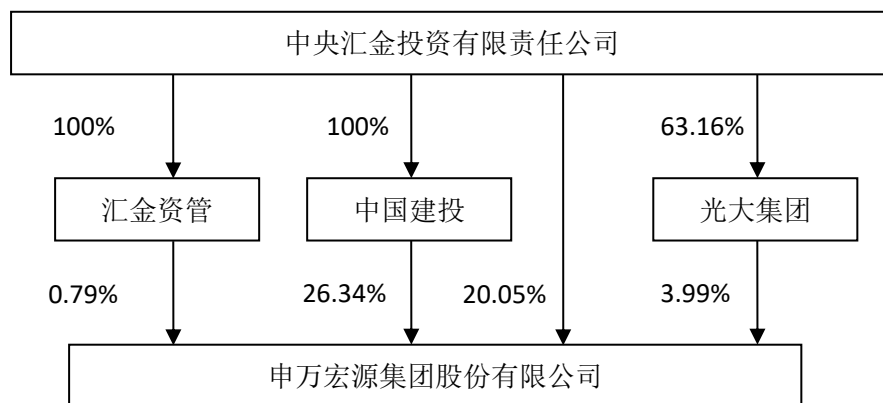 中央汇金投资有限责任公司
100% 100% 63.16%
汇金资管 中国建投 光大集团
0.79% 26.34% 20.05% 3.99%
申万宏源集团股份有限公司